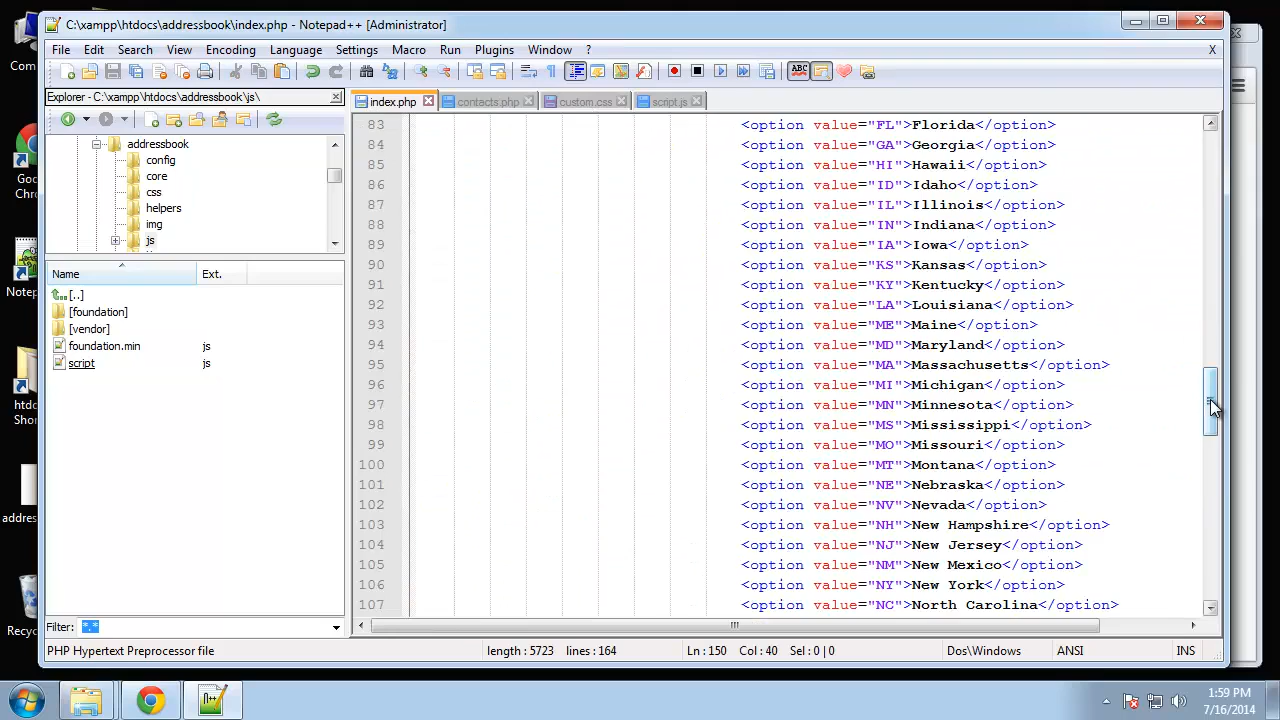 C:\xampp\htdocs\addressbook\index.php - Notepad++ [Administrator]
File Edit Search View Encoding Language Settings Macro Run Plugins Window ? X
Explorer - C:\xampp\htdocs\addressbook\js\
index.php contacts.php custom.css script.js
addressbook
config
core
css
helpers
img
js
Name Ext.
[..]
[foundation]
[vendor]
foundation.min js
script js
Filter: *.*
83 <option value="FL">Florida</option>
84 <option value="GA">Georgia</option>
85 <option value="HI">Hawaii</option>
86 <option value="ID">Idaho</option>
87 <option value="IL">Illinois</option>
88 <option value="IN">Indiana</option>
89 <option value="IA">Iowa</option>
90 <option value="KS">Kansas</option>
91 <option value="KY">Kentucky</option>
92 <option value="LA">Louisiana</option>
93 <option value="ME">Maine</option>
94 <option value="MD">Maryland</option>
95 <option value="MA">Massachusetts</option>
96 <option value="MI">Michigan</option>
97 <option value="MN">Minnesota</option>
98 <option value="MS">Mississippi</option>
99 <option value="MO">Missouri</option>
100 <option value="MT">Montana</option>
101 <option value="NE">Nebraska</option>
102 <option value="NV">Nevada</option>
103 <option value="NH">New Hampshire</option>
104 <option value="NJ">New Jersey</option>
105 <option value="NM">New Mexico</option>
106 <option value="NY">New York</option>
107 <option value="NC">North Carolina</option>
PHP Hypertext Preprocessor file length : 5723 lines : 164 Ln : 150 Col : 40 Sel : 0 | 0 Dos\Windows ANSI INS
Com
Goo
Chr
Notep
htdo
Shor
addres
Recyc
1:59 PM
7/16/2014